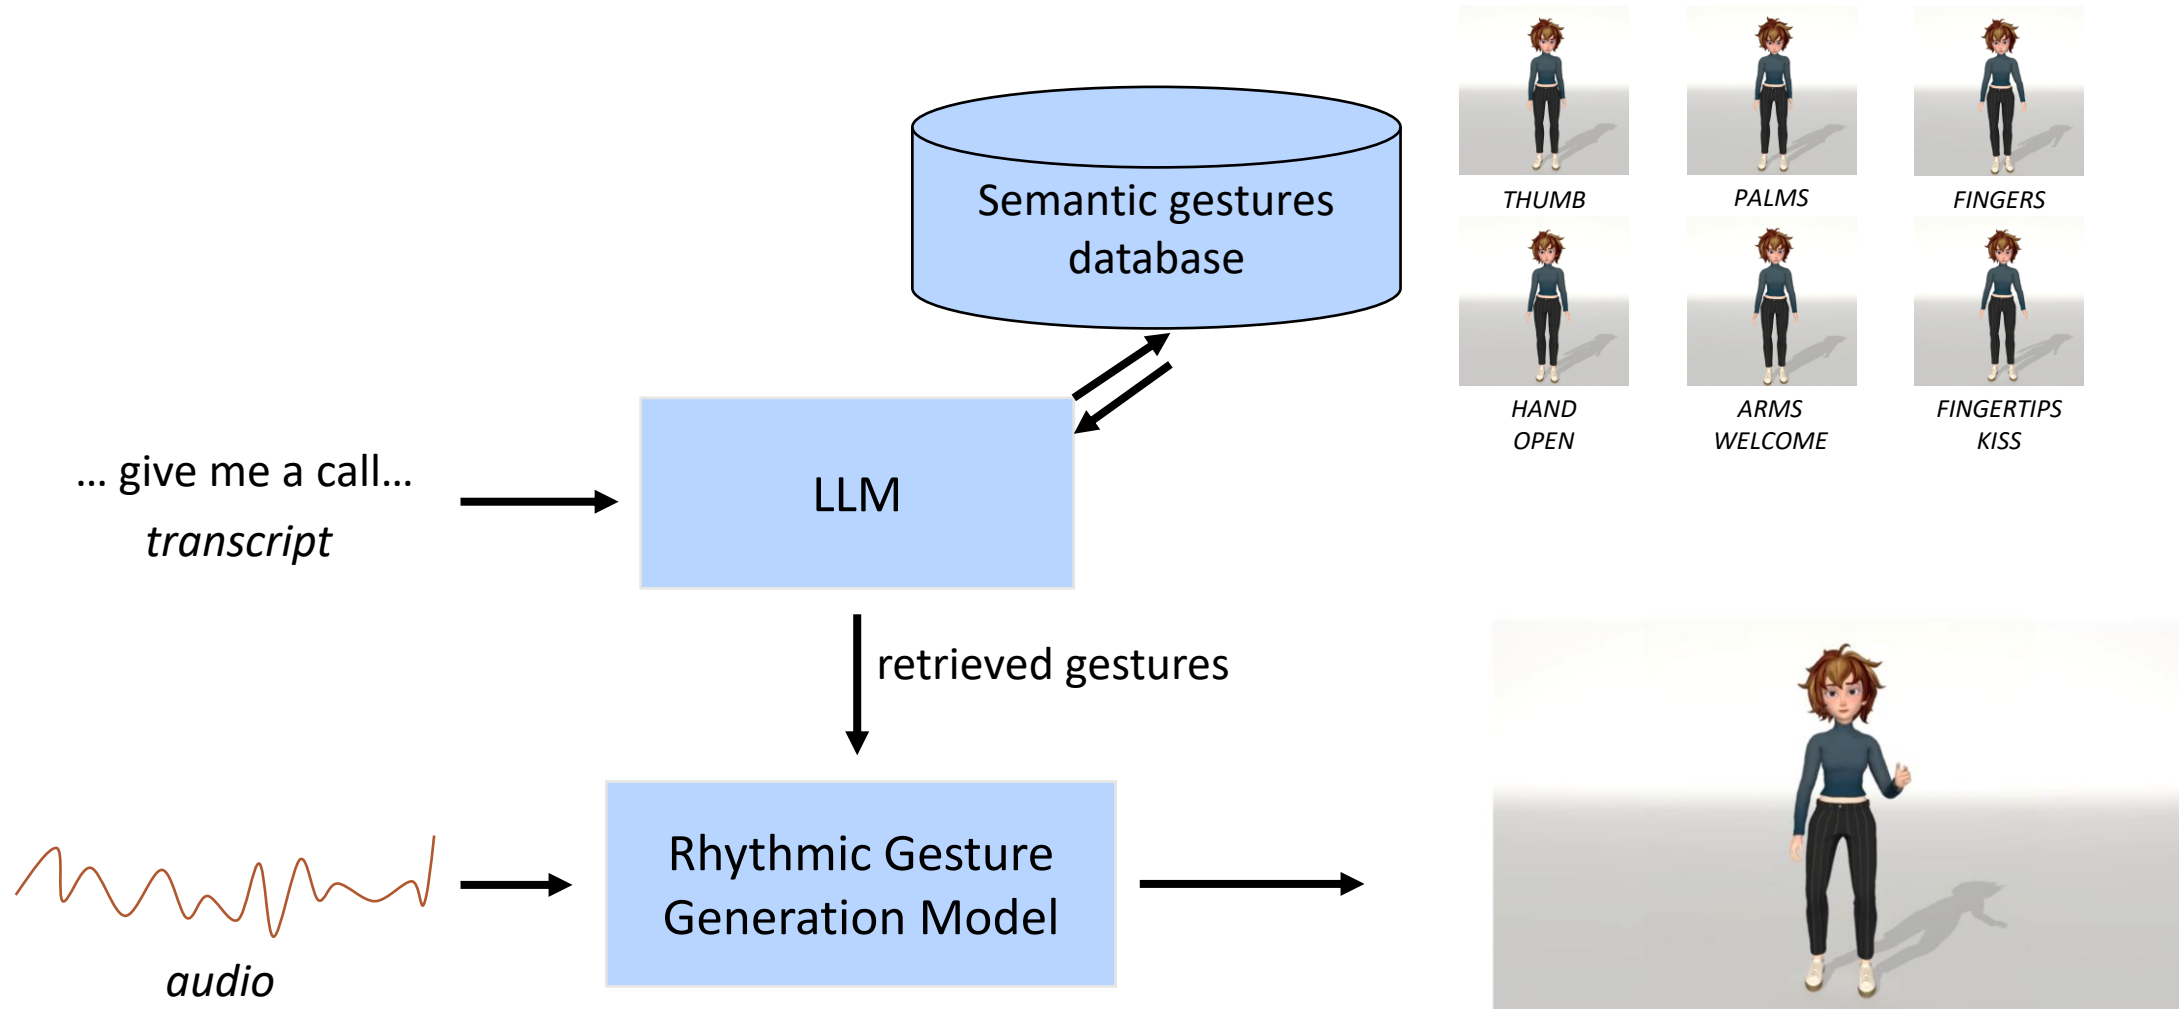 Semantic gestures
database
THUMB
PALMS
FINGERS
HAND
OPEN
ARMS
WELCOME
FINGERTIPS
KISS
... give me a call...
transcript
LLM
retrieved gestures
Rhythmic Gesture
Generation Model
audio